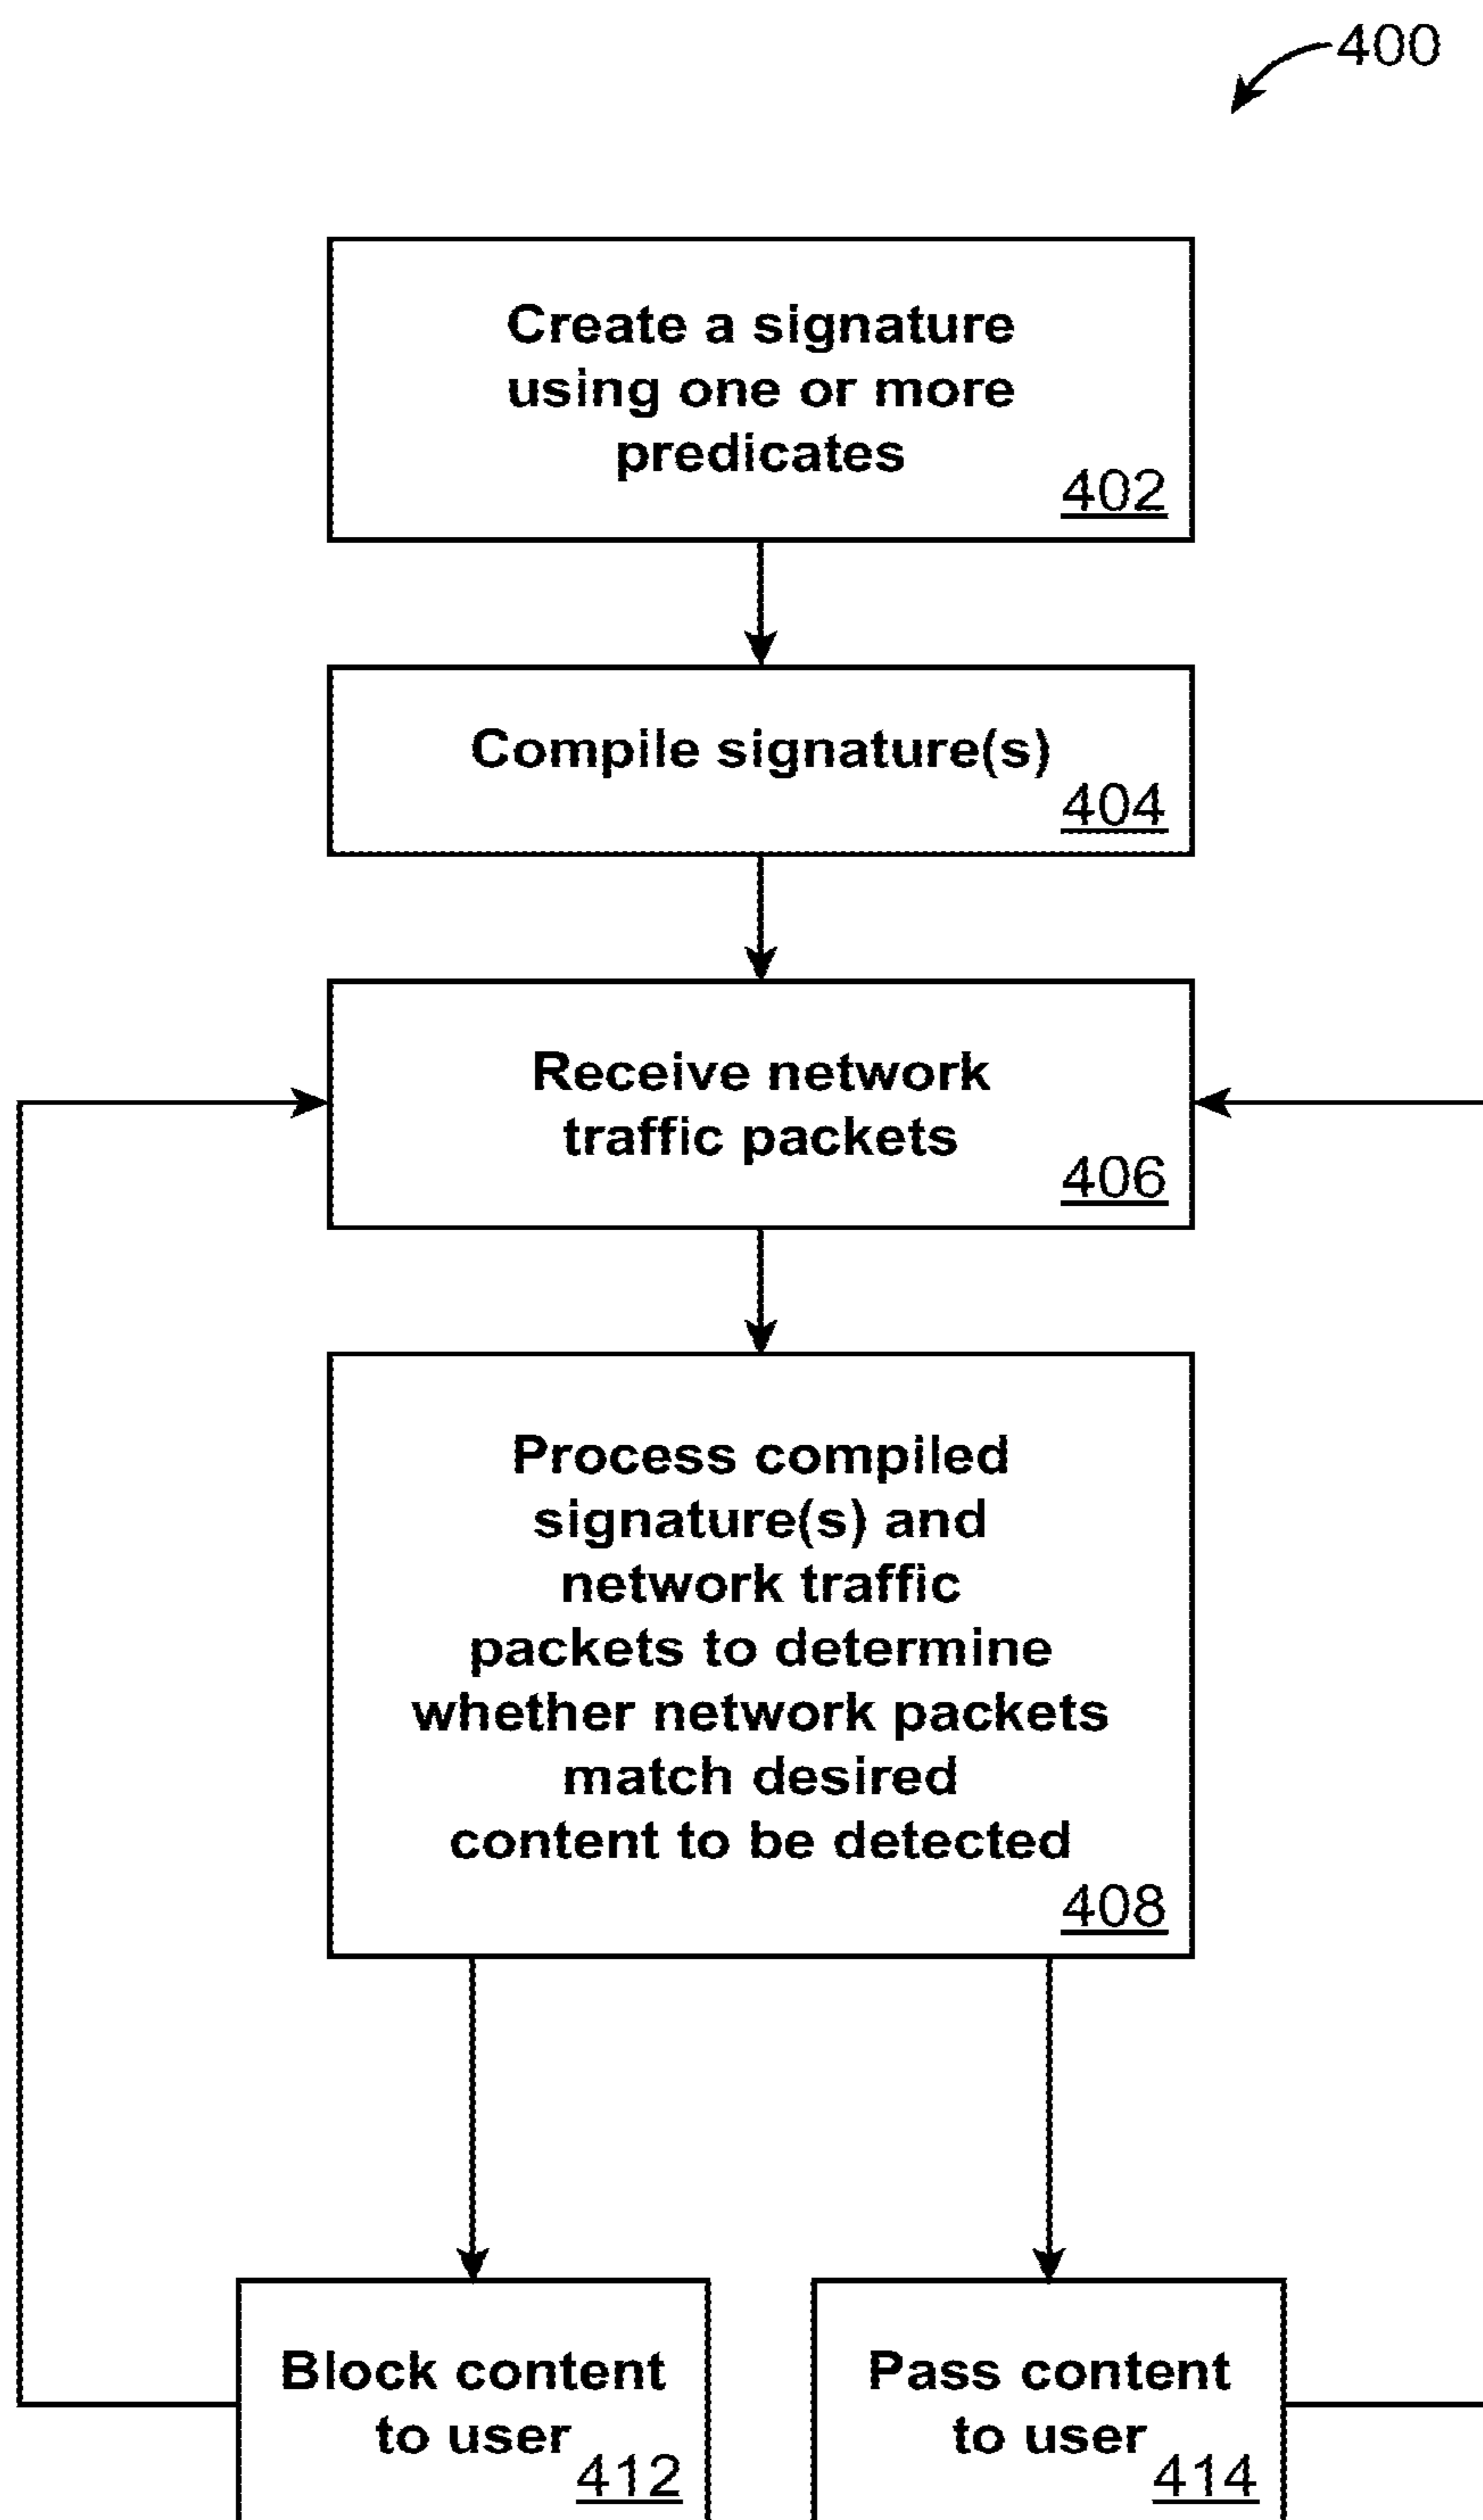 400
Create a signature
using one or more
predicates
402
Compile signature(s)
404
Receive network
traffic packets
406
Process compiled
signature(s) and
network traffic
packets to determine
whether network packets
match desired
content to be detected
408
Block content
to user
412
Pass content
to user
414